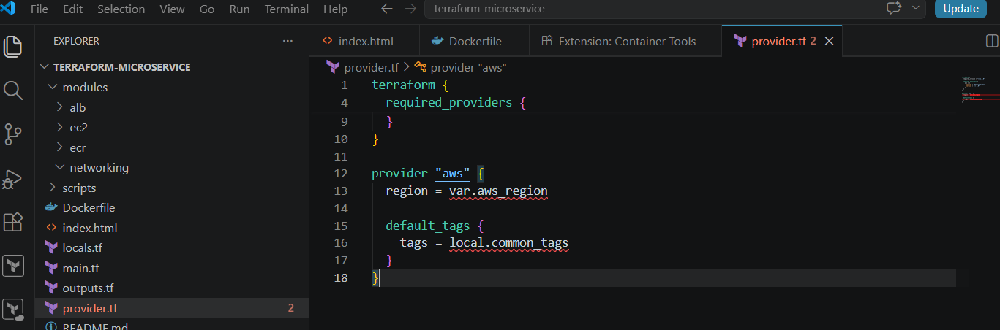 File Edit Selection View Go Run Terminal Help terraform-microservice Update
EXPLORER ...
index.html Dockerfile Extension: Container Tools provider.tf 2
TERRAFORM-MICROSERVICE
modules
alb
ec2
ecr
networking
scripts
Dockerfile
index.html
locals.tf
main.tf
outputs.tf
provider.tf 2
README.md
provider.tf > provider "aws"
1 terraform {
4 required_providers {
9 }
10 }
11
12 provider "aws" {
13 region = var.aws_region
14
15 default_tags {
16 tags = local.common_tags
17 }
18 }